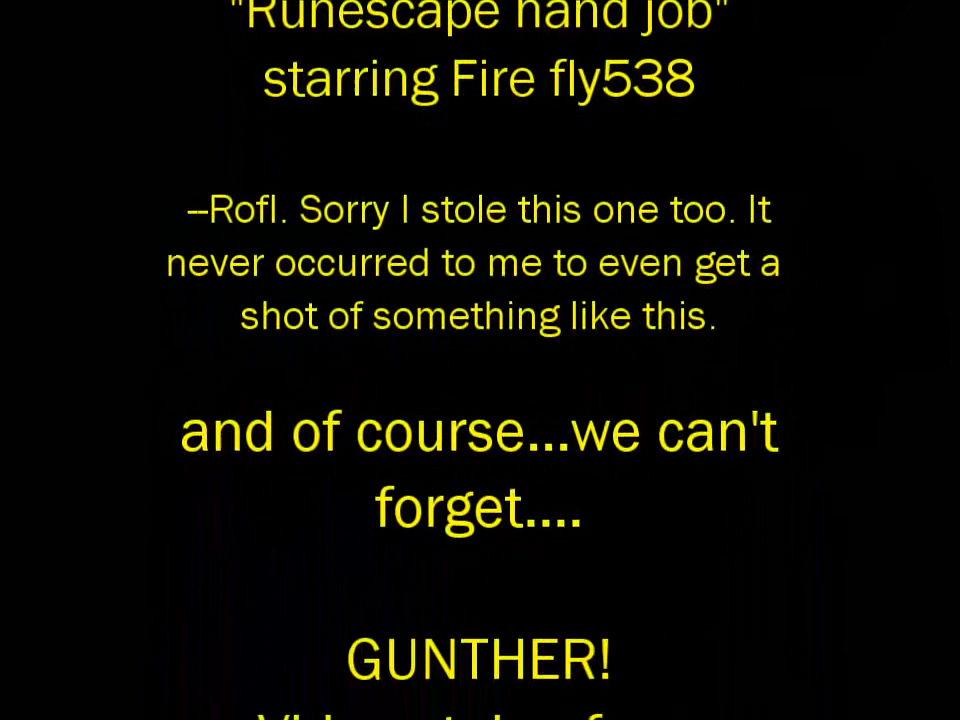 "Runescape hand job"
starring Fire fly538
--Rofl. Sorry I stole this one too. It
never occurred to me to even get a
shot of something like this.
and of course...we can't
forget....
GUNTHER!